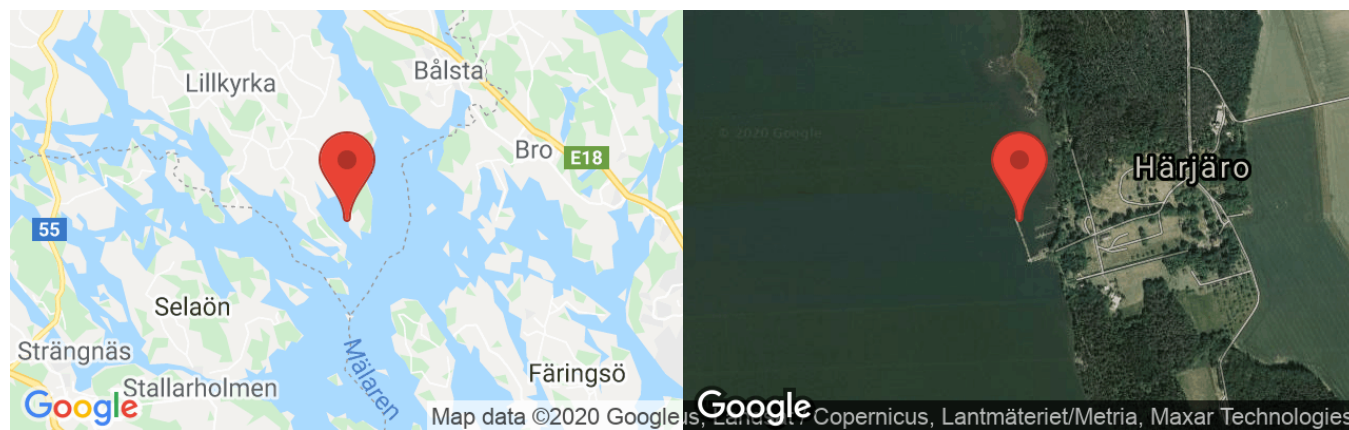 Lillkyrka
Bålsta
Bro
E18
55
Selaön
Strängnäs
Stallarholmen
Mälaren
Färingsö
Google
Map data ©2020 Google
© 2020 Google
Härjäro
Google
Copernicus, Lantmäteriet/Metria, Maxar Technologies